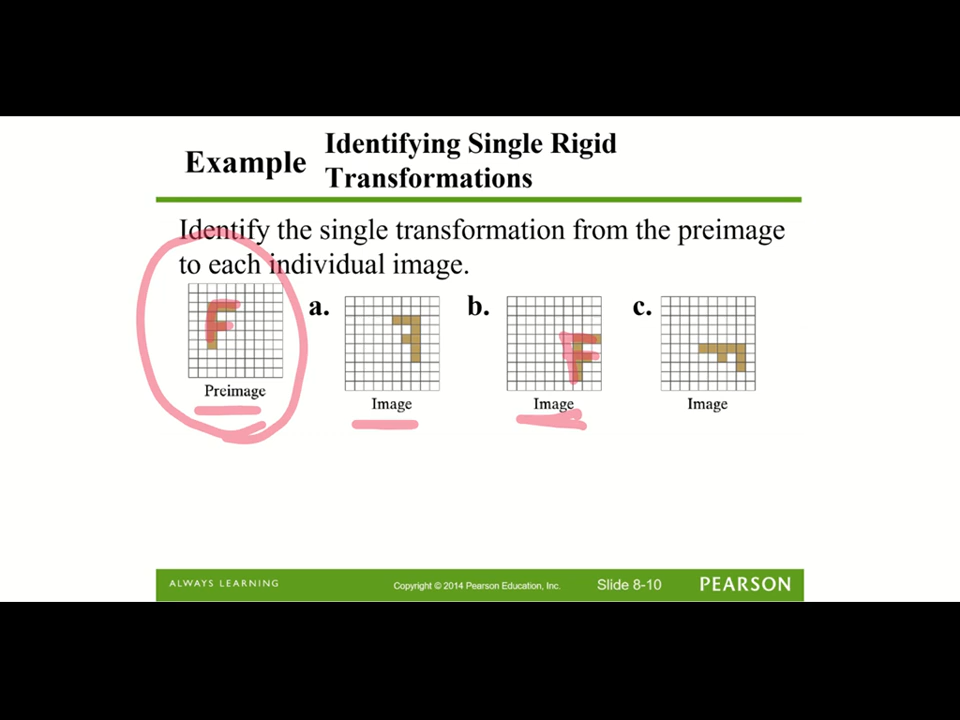 Example Identifying Single Rigid
Transformations
Identify the single transformation from the preimage
to each individual image.
a. b. c.
F F
Preimage Image Image Image
ALWAYS LEARNING Copyright © 2014 Pearson Education, Inc. Slide 8-10 PEARSON